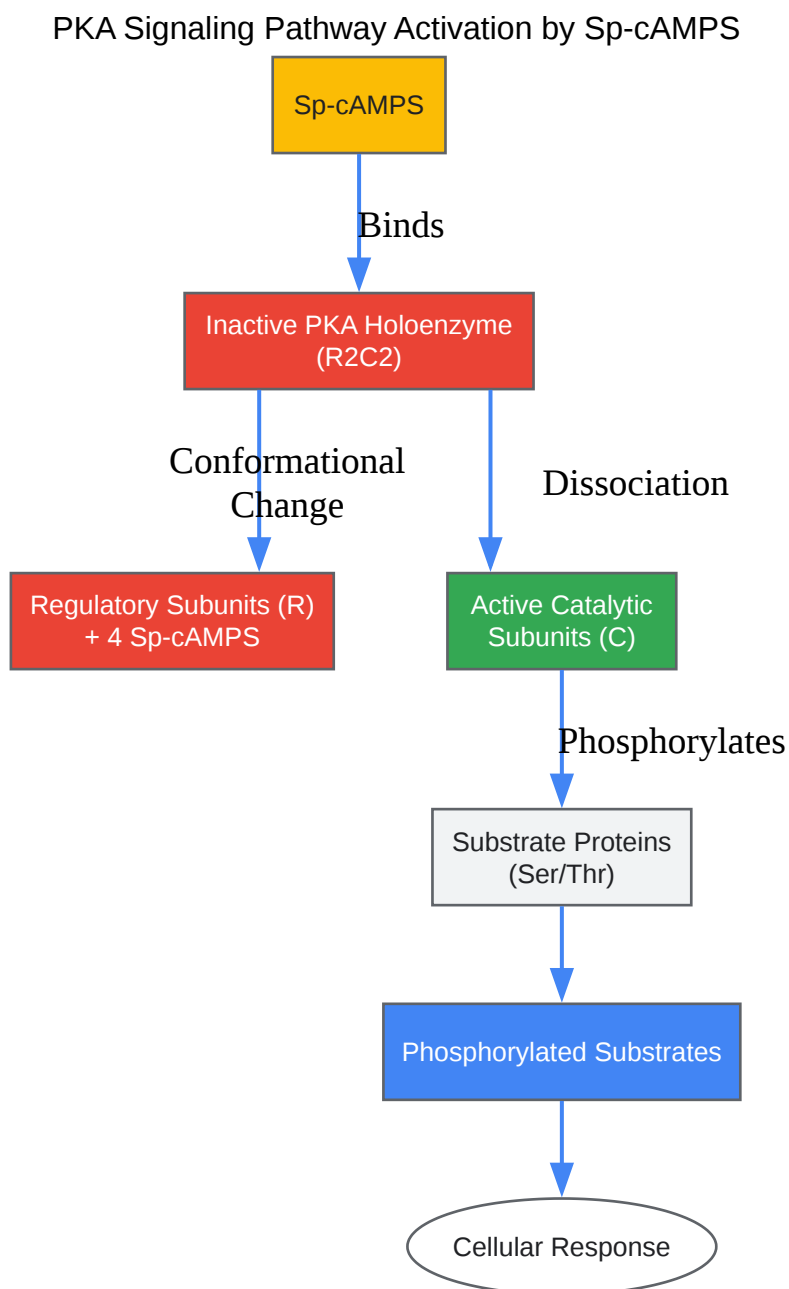 PKA Signaling Pathway Activation by Sp-cAMPS
Sp-cAMPS
Binds
Inactive PKA Holoenzyme
(R2C2)
Conformational
Change
Dissociation
Regulatory Subunits (R)
+ 4 Sp-cAMPS
Active Catalytic
Subunits (C)
Phosphorylates
Substrate Proteins
(Ser/Thr)
Phosphorylated Substrates
Cellular Response